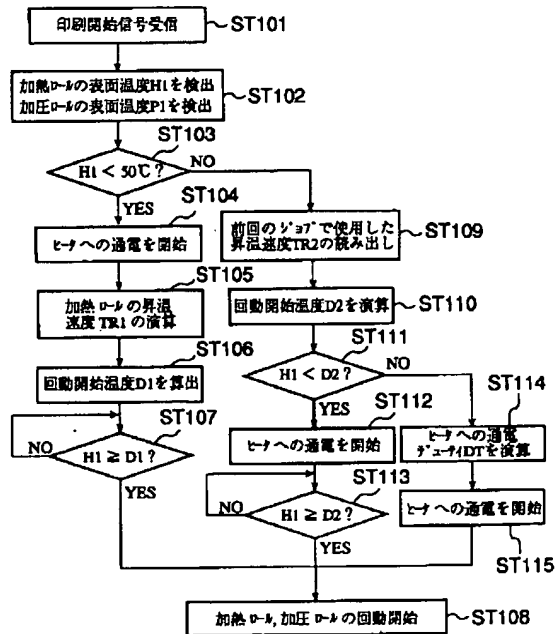 印刷開始信号受信
ST101
加熱ロールの表面温度H1を検出
加圧ロールの表面温度P1を検出
ST102
ST103
H1 < 50℃ ?
NO
YES
ST104
ヒータへの通電を開始
ST105
加熱ロールの昇温
速度TR1の演算
ST106
回動開始温度D1を算出
ST107
H1 ≧ D1 ?
NO
YES
前回のジョブで使用した
昇温速度TR2の読み出し
ST109
回動開始温度D2を演算
ST110
ST111
H1 < D2 ?
NO
YES
ST112
ヒータへの通電を開始
ST113
H1 ≧ D2 ?
NO
YES
ST114
ヒータへの通電
デューティDTを演算
ヒータへの通電を開始
ST115
加熱ロール,加圧ロールの回動開始
ST108